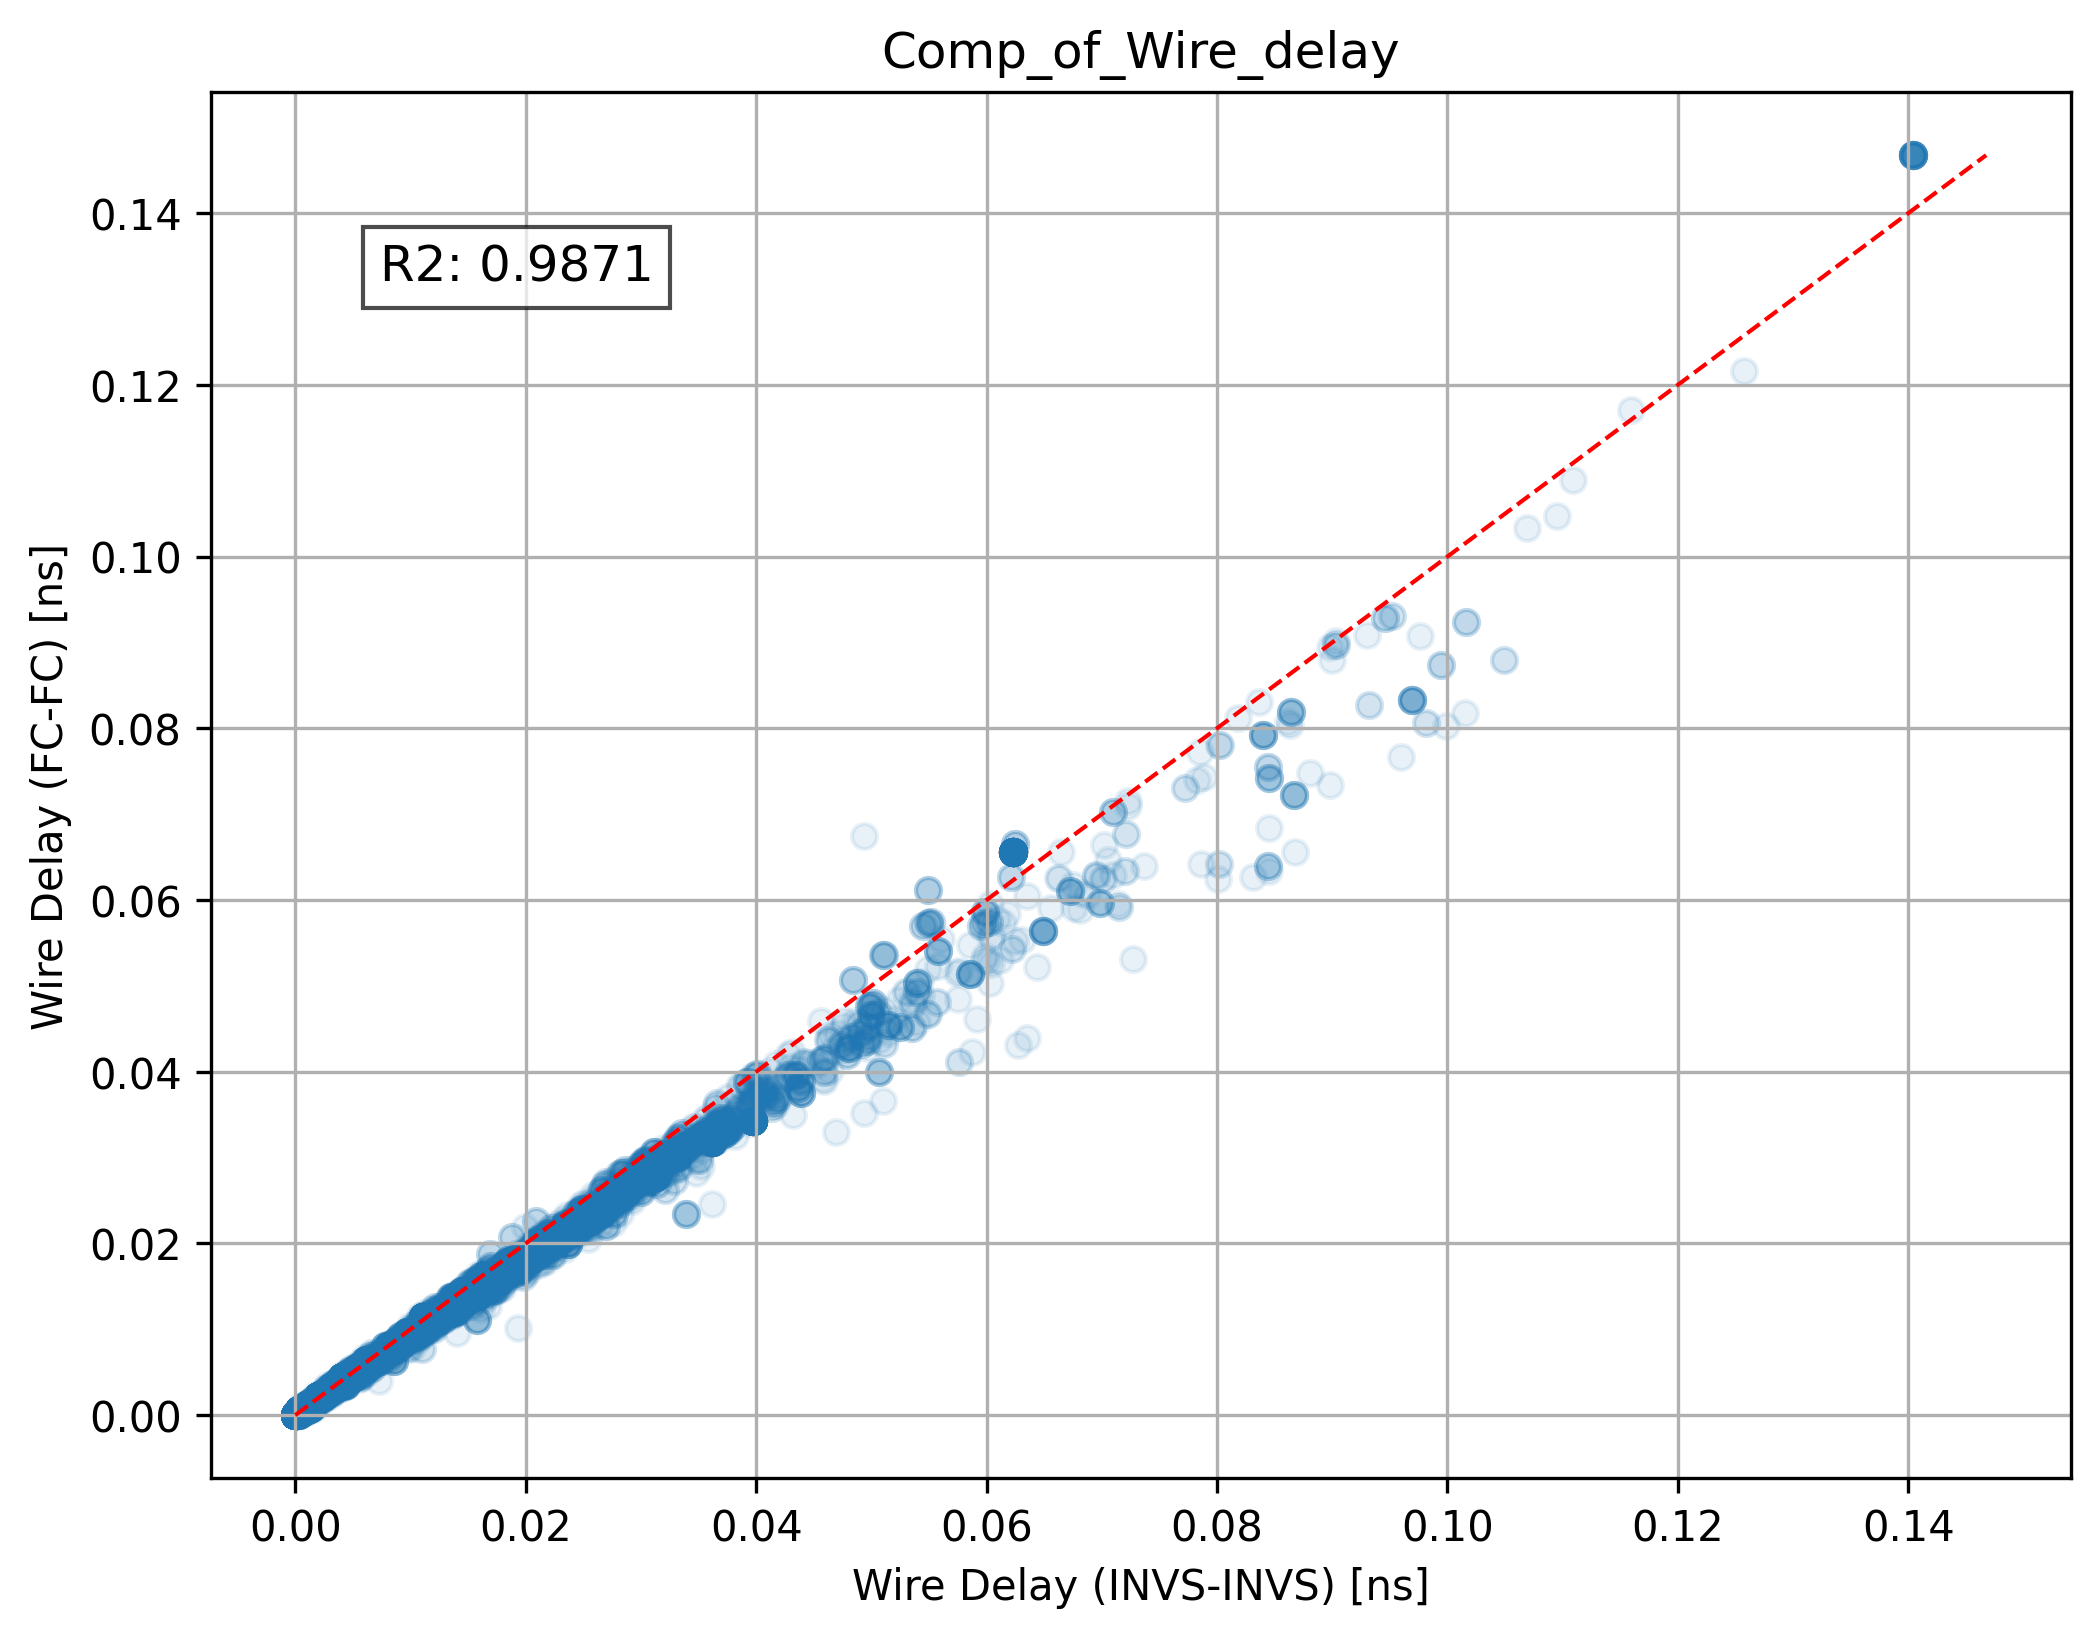 Comp_of_Wire_delay
R2: 0.9871
Wire Delay (FC-FC) [ns]
0.14
0.12
0.10
0.08
0.06
0.04
0.02
0.00
0.00 0.02 0.04 0.06 0.08 0.10 0.12 0.14
Wire Delay (INVS-INVS) [ns]